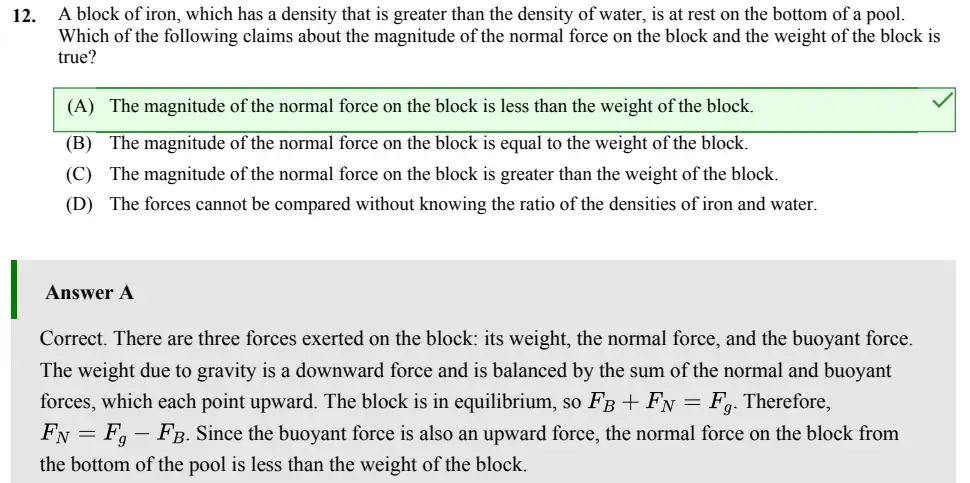 12. A block of iron, which has a density that is greater than the density of water, is at rest on the bottom of a pool.
Which of the following claims about the magnitude of the normal force on the block and the weight of the block is
true?
(A) The magnitude of the normal force on the block is less than the weight of the block.
(B) The magnitude of the normal force on the block is equal to the weight of the block.
(C) The magnitude of the normal force on the block is greater than the weight of the block.
(D) The forces cannot be compared without knowing the ratio of the densities of iron and water.
Answer A
Correct. There are three forces exerted on the block: its weight, the normal force, and the buoyant force.
The weight due to gravity is a downward force and is balanced by the sum of the normal and buoyant
forces, which each point upward. The block is in equilibrium, so $F_B + F_N = F_g$. Therefore,
$F_N = F_g - F_B$. Since the buoyant force is also an upward force, the normal force on the block from
the bottom of the pool is less than the weight of the block.